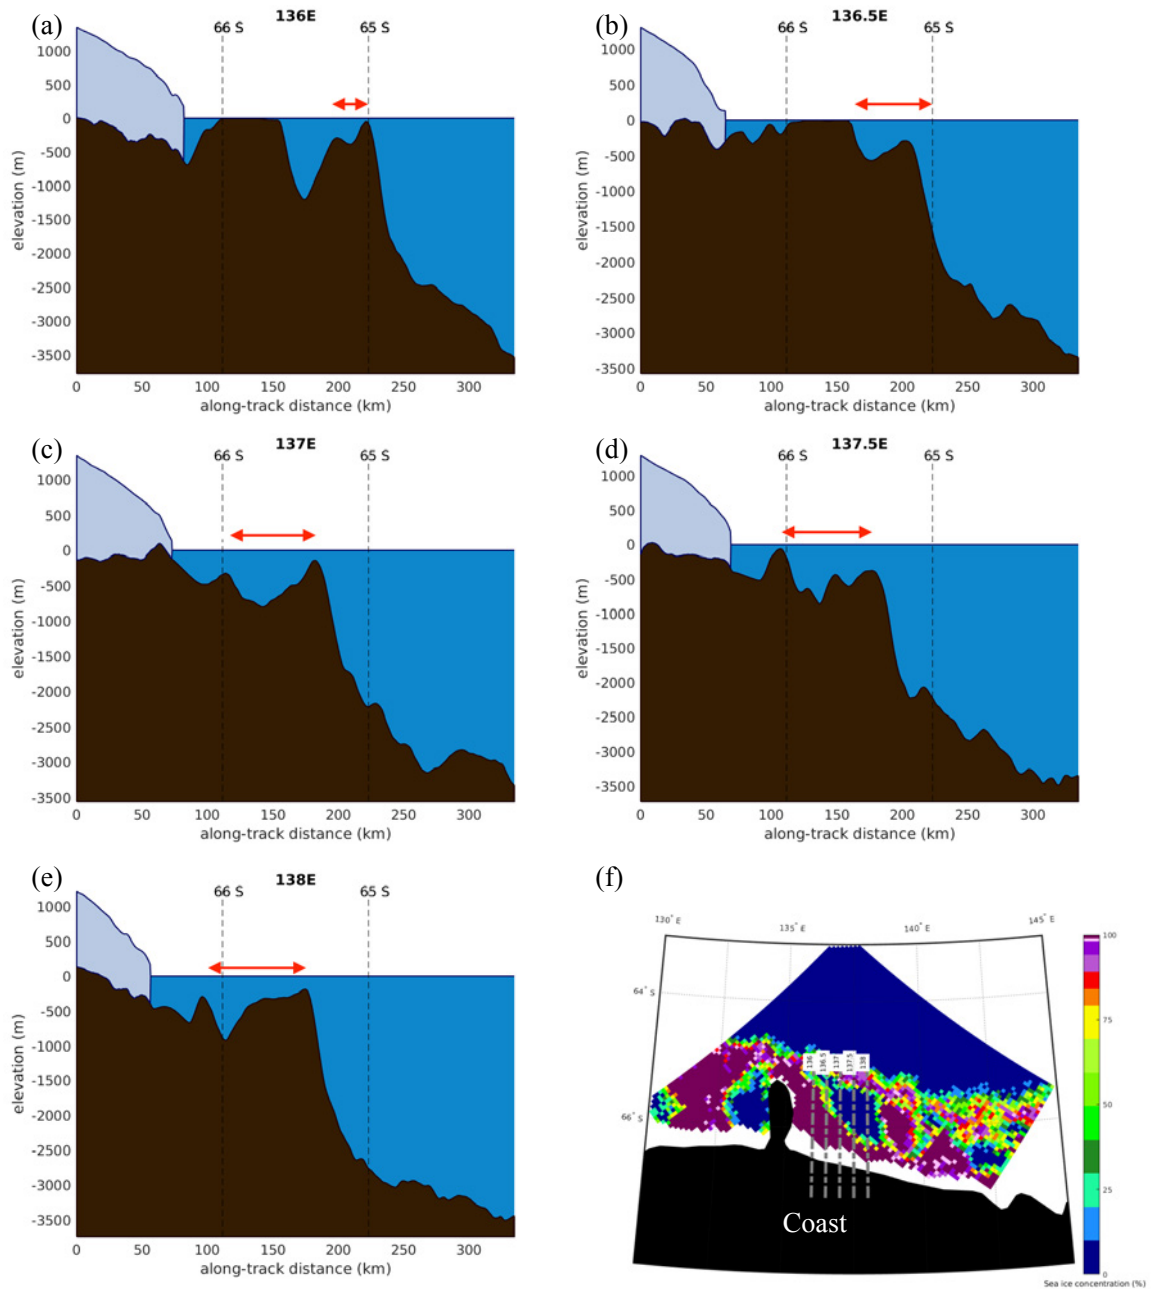 (a) 136E
66 S 65 S
1000
500
0
-500
-1000
-1500
-2000
-2500
-3000
-3500
elevation (m)
0 50 100 150 200 250 300
along-track distance (km)
(b) 136.5E
66 S 65 S
1000
500
0
-500
-1000
-1500
-2000
-2500
-3000
-3500
elevation (m)
0 50 100 150 200 250 300
along-track distance (km)
(c) 137E
66 S 65 S
1000
500
0
-500
-1000
-1500
-2000
-2500
-3000
-3500
elevation (m)
0 50 100 150 200 250 300
along-track distance (km)
(d) 137.5E
66 S 65 S
1000
500
0
-500
-1000
-1500
-2000
-2500
-3000
-3500
elevation (m)
0 50 100 150 200 250 300
along-track distance (km)
(e) 138E
66 S 65 S
1000
500
0
-500
-1000
-1500
-2000
-2500
-3000
-3500
elevation (m)
0 50 100 150 200 250 300
along-track distance (km)
(f)
130° E 135° E 140° E 145° E
64° S
66° S
136 136.5 137 137.5 138
Coast
100
75
50
25
0
Sea ice concentration (%)